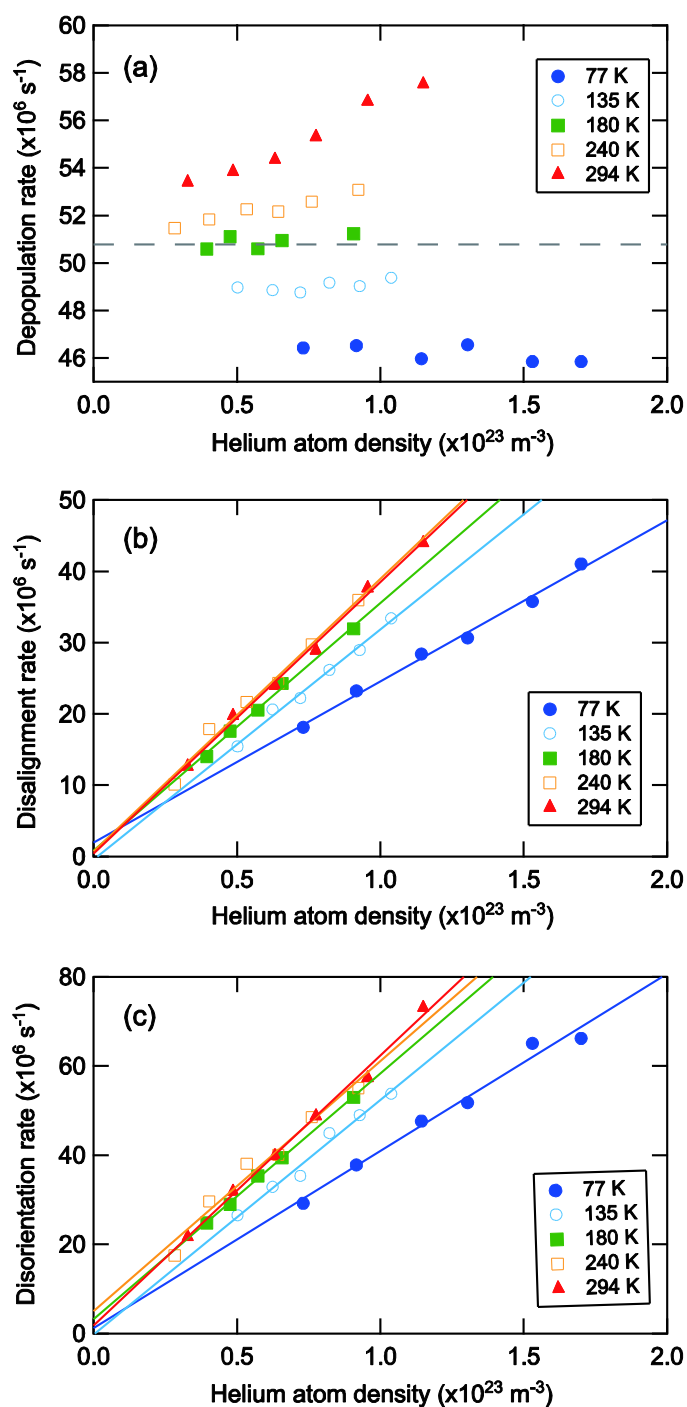 (a)
Depopulation rate (x10⁶ s⁻¹)
60
58
56
54
52
50
48
46
77 K
135 K
180 K
240 K
294 K
0.0 0.5 1.0 1.5 2.0
Helium atom density (x10²³ m⁻³)
(b)
Disalignment rate (x10⁶ s⁻¹)
50
40
30
20
10
0
77 K
135 K
180 K
240 K
294 K
0.0 0.5 1.0 1.5 2.0
Helium atom density (x10²³ m⁻³)
(c)
Disorientation rate (x10⁶ s⁻¹)
80
60
40
20
0
77 K
135 K
180 K
240 K
294 K
0.0 0.5 1.0 1.5 2.0
Helium atom density (x10²³ m⁻³)